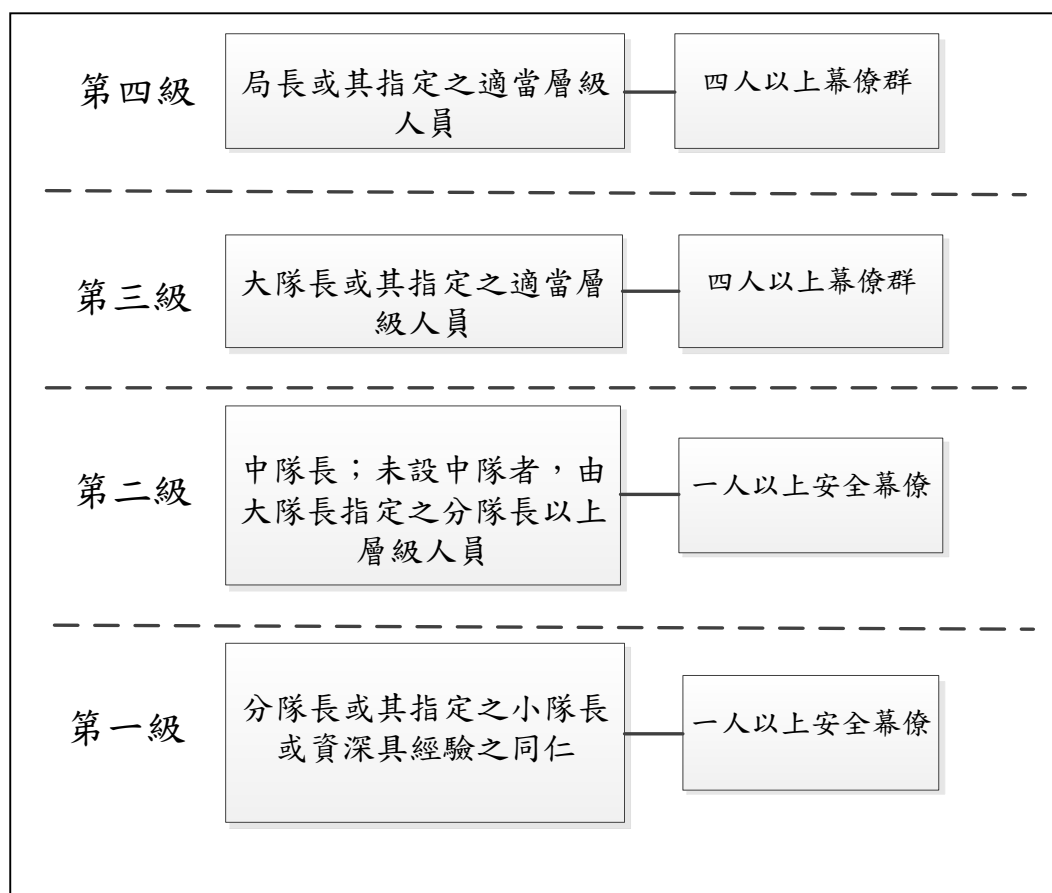 第四級
局長或其指定之適當層級
人員
四人以上幕僚群
第三級
大隊長或其指定之適當層
級人員
四人以上幕僚群
第二級
中隊長；未設中隊者，由
大隊長指定之分隊長以上
層級人員
一人以上安全幕僚
第一級
分隊長或其指定之小隊長
或資深具經驗之同仁
一人以上安全幕僚